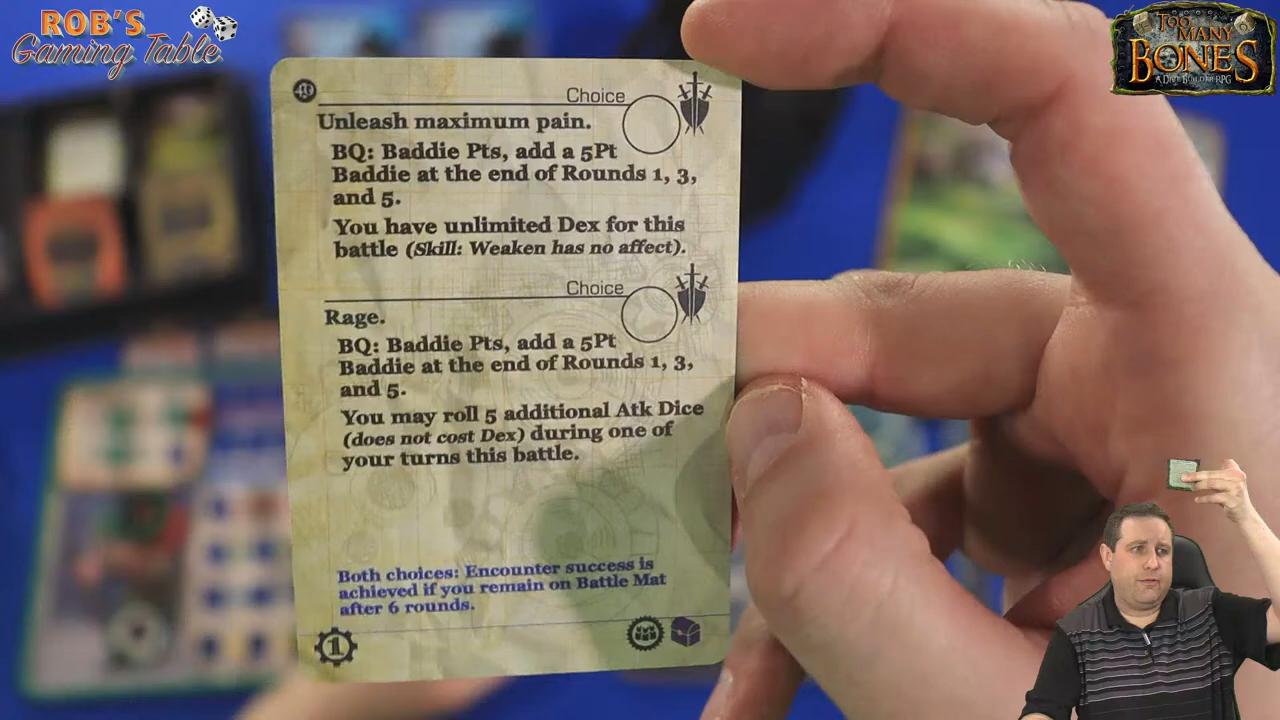 ROB'S
Gaming Table
TOO
MANY
BONES
A DICE BUILDER RPG
Choice
Unleash maximum pain.
BQ: Baddie Pts, add a 5Pt
Baddie at the end of Rounds 1, 3,
and 5.
You have unlimited Dex for this
battle (Skill: Weaken has no affect).
Choice
Rage.
BQ: Baddie Pts, add a 5Pt
Baddie at the end of Rounds 1, 3,
and 5.
You may roll 5 additional Atk Dice
(does not cost Dex) during one of
your turns this battle.
Both choices: Encounter success is
achieved if you remain on Battle Mat
after 6 rounds.
1